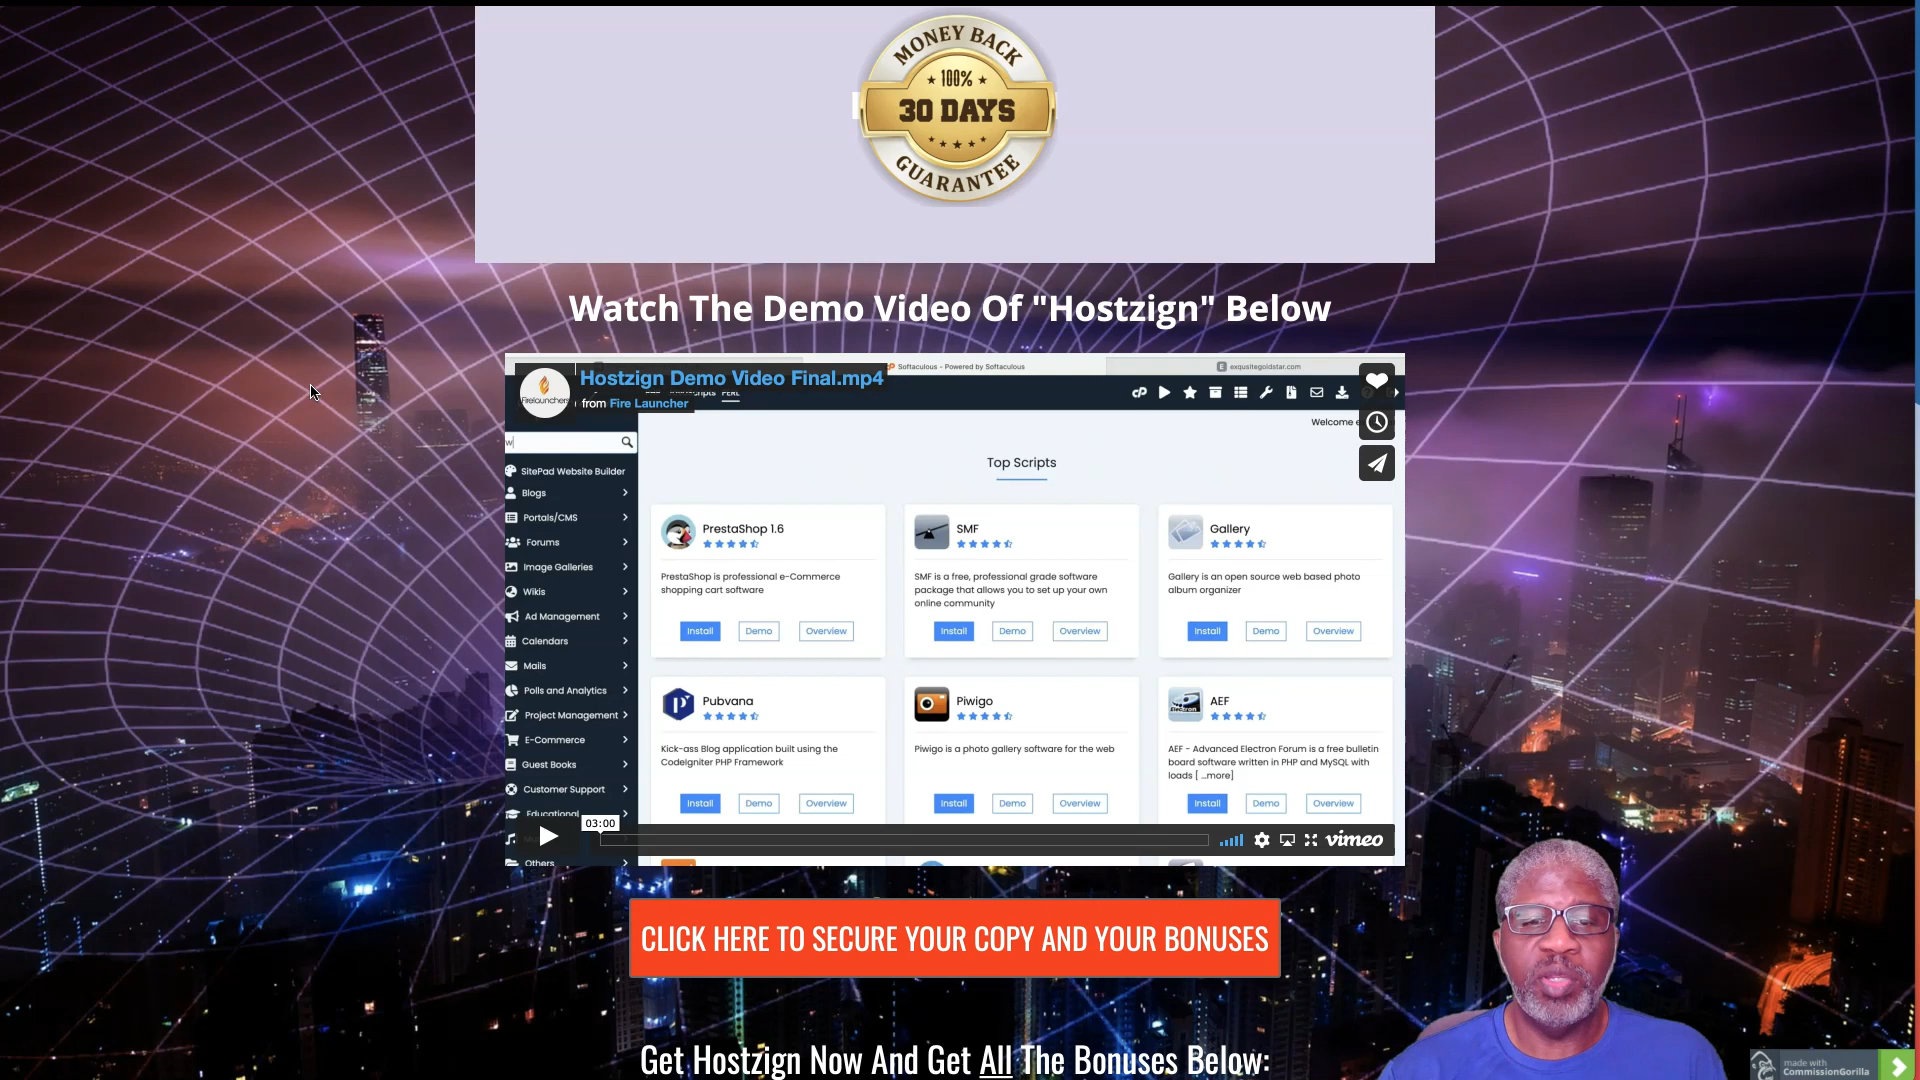 MONEY BACK
100%
30 DAYS
GUARANTEE
Watch The Demo Video Of "Hostzign" Below
Softaculous - Powered by Softaculous
exqusitegoldstar.com
Firelaunchers
Hostzign Demo Video Final.mp4
from Fire Launcher
PERL
Welcome
w
SitePad Website Builder
Blogs
Portals/CMS
Forums
Image Galleries
Wikis
Ad Management
Calendars
Mails
Polls and Analytics
Project Management
E-Commerce
Guest Books
Customer Support
Educational
Others
Top Scripts
PrestaShop 1.6
PrestaShop is professional e-Commerce
shopping cart software
Install Demo Overview
SMF
SMF is a free, professional grade software
package that allows you to set up your own
online community
Install Demo Overview
Gallery
Gallery is an open source web based photo
album organizer
Install Demo Overview
Pubvana
Kick-ass Blog application built using the
CodeIgniter PHP Framework
Install Demo Overview
Piwigo
Piwigo is a photo gallery software for the web
Install Demo Overview
AEF
AEF - Advanced Electron Forum is a free bulletin
board software written in PHP and MySQL with
loads [ ...more]
Install Demo Overview
03:00
vimeo
CLICK HERE TO SECURE YOUR COPY AND YOUR BONUSES
Get Hostzign Now And Get All The Bonuses Below:
made with
CommissionGorilla